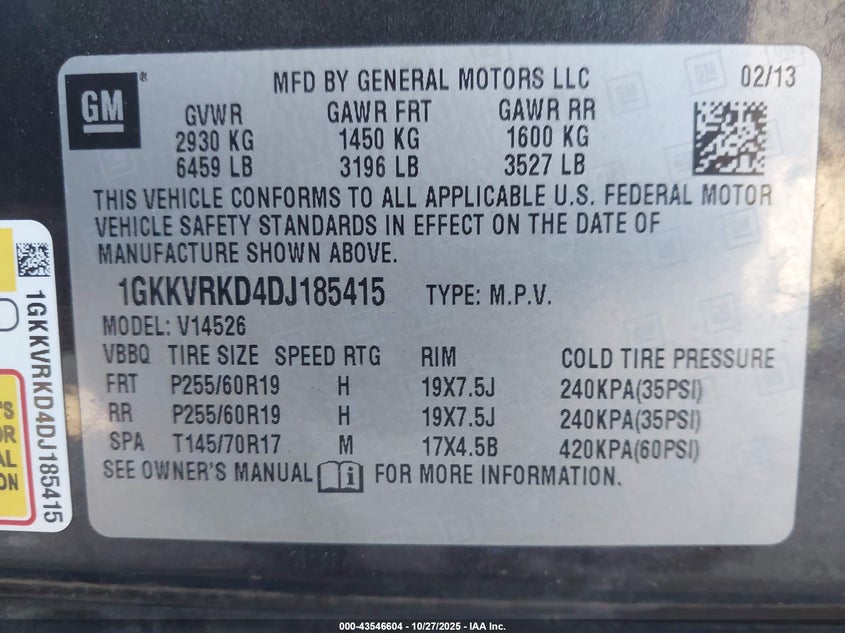 GM®
MFD BY GENERAL MOTORS LLC 02/13
GVWR GAWR FRT GAWR RR
2930 KG 1450 KG 1600 KG
6459 LB 3196 LB 3527 LB
THIS VEHICLE CONFORMS TO ALL APPLICABLE U.S. FEDERAL MOTOR
VEHICLE SAFETY STANDARDS IN EFFECT ON THE DATE OF
MANUFACTURE SHOWN ABOVE.
1GKKVRKD4DJ185415 TYPE: M.P.V.
MODEL: V14526
VBBQ TIRE SIZE SPEED RTG RIM COLD TIRE PRESSURE
FRT P255/60R19 H 19X7.5J 240KPA(35PSI)
RR P255/60R19 H 19X7.5J 240KPA(35PSI)
SPA T145/70R17 M 17X4.5B 420KPA(60PSI)
SEE OWNER'S MANUAL i FOR MORE INFORMATION.
1GKKVRKD4DJ185415
000-43546604 - 10/27/2025 - IAA Inc.